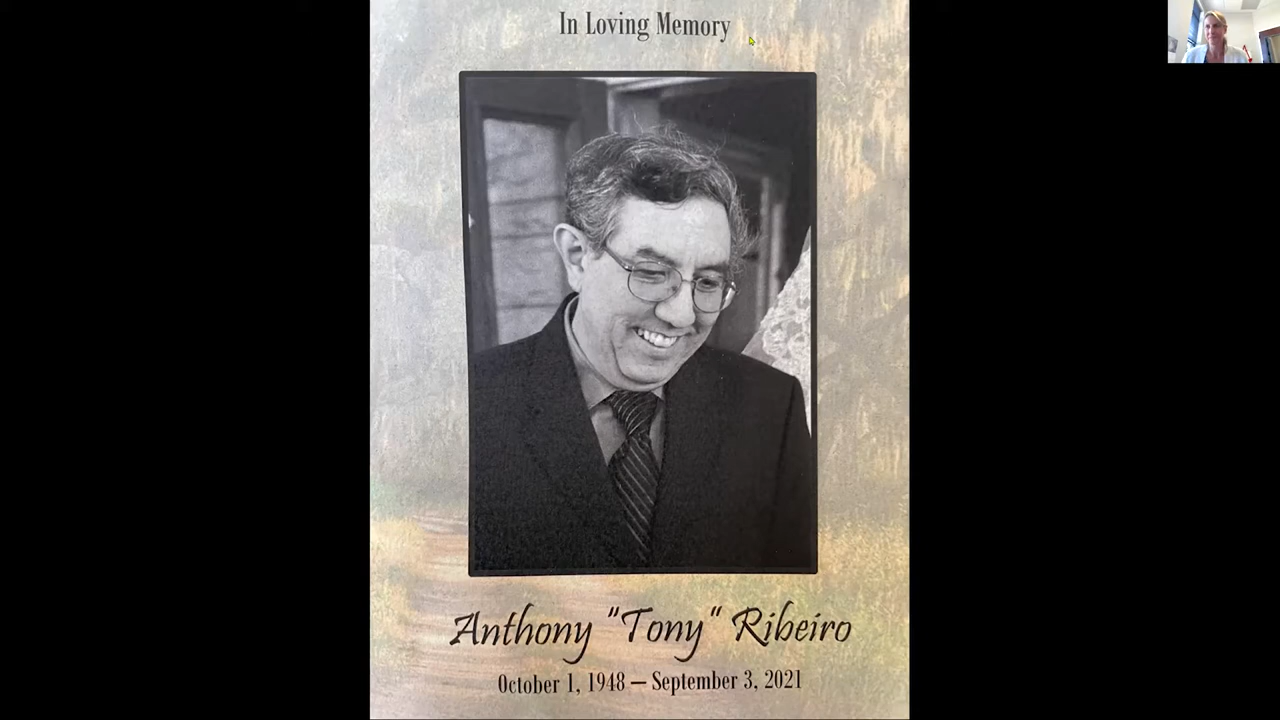 In Loving Memory
Anthony "Tony" Ribeiro
October 1, 1948 — September 3, 2021